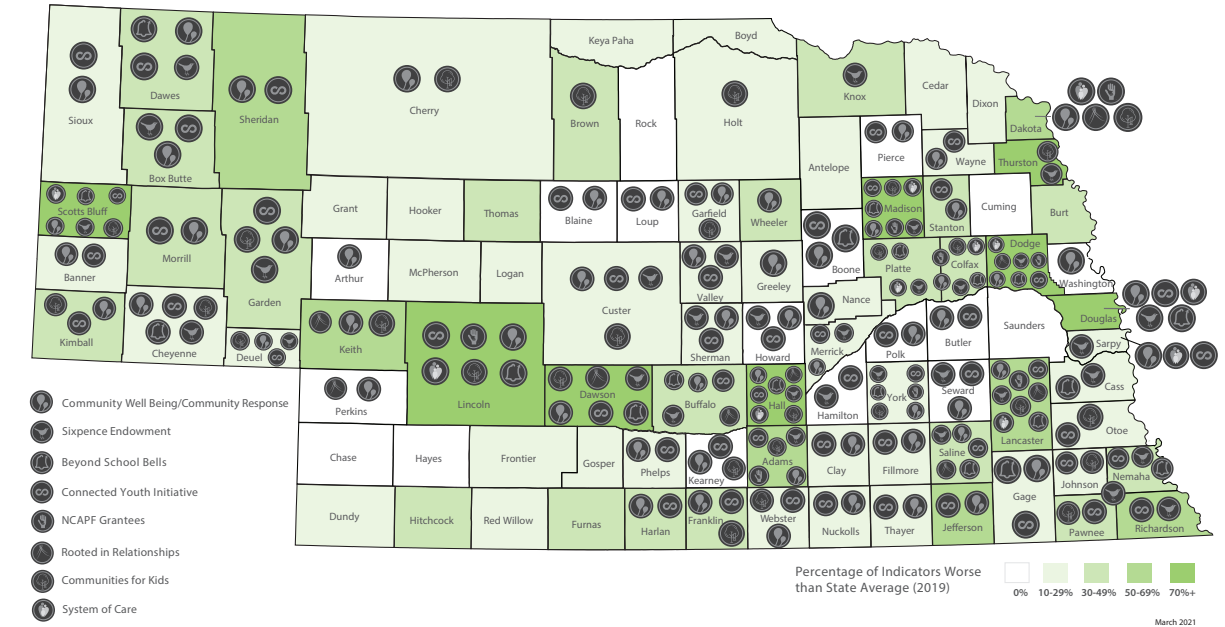 Keya Paha
Boyd
Dawes
Sioux
Sheridan
Cherry
Brown
Rock
Holt
Knox
Cedar
Dixon
Dakota
Box Butte
Antelope
Pierce
Wayne
Thurston
Scotts Bluff
Morrill
Grant
Hooker
Thomas
Blaine
Loup
Garfield
Wheeler
Madison
Stanton
Cuming
Burt
Banner
Garden
Arthur
McPherson
Logan
Valley
Greeley
Boone
Platte
Colfax
Dodge
Washington
Kimball
Cheyenne
Deuel
Keith
Lincoln
Custer
Sherman
Howard
Nance
Merrick
Polk
Butler
Saunders
Douglas
Sarpy
Perkins
Dawson
Buffalo
Hall
Hamilton
York
Seward
Lancaster
Cass
Otoe
Chase
Hayes
Frontier
Gosper
Phelps
Kearney
Adams
Clay
Fillmore
Saline
Gage
Johnson
Nemaha
Dundy
Hitchcock
Red Willow
Furnas
Harlan
Franklin
Webster
Nuckolls
Thayer
Jefferson
Pawnee
Richardson
Community Well Being/Community Response
Sixpence Endowment
Beyond School Bells
Connected Youth Initiative
NCAPF Grantees
Rooted in Relationships
Communities for Kids
System of Care
Percentage of Indicators Worse
than State Average (2019)
0% 10-29% 30-49% 50-69% 70%+
March 2021